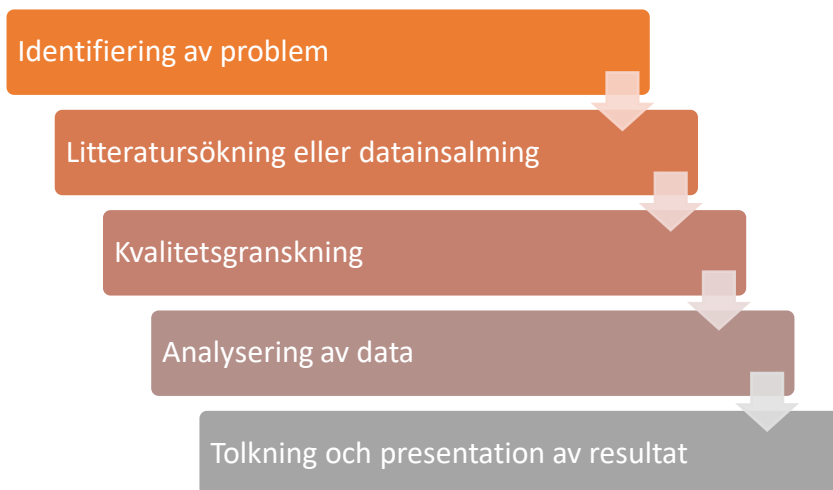 Identifiering av problem
Litteratursökning eller datainsalming
Kvalitetsgranskning
Analysering av data
Tolkning och presentation av resultat